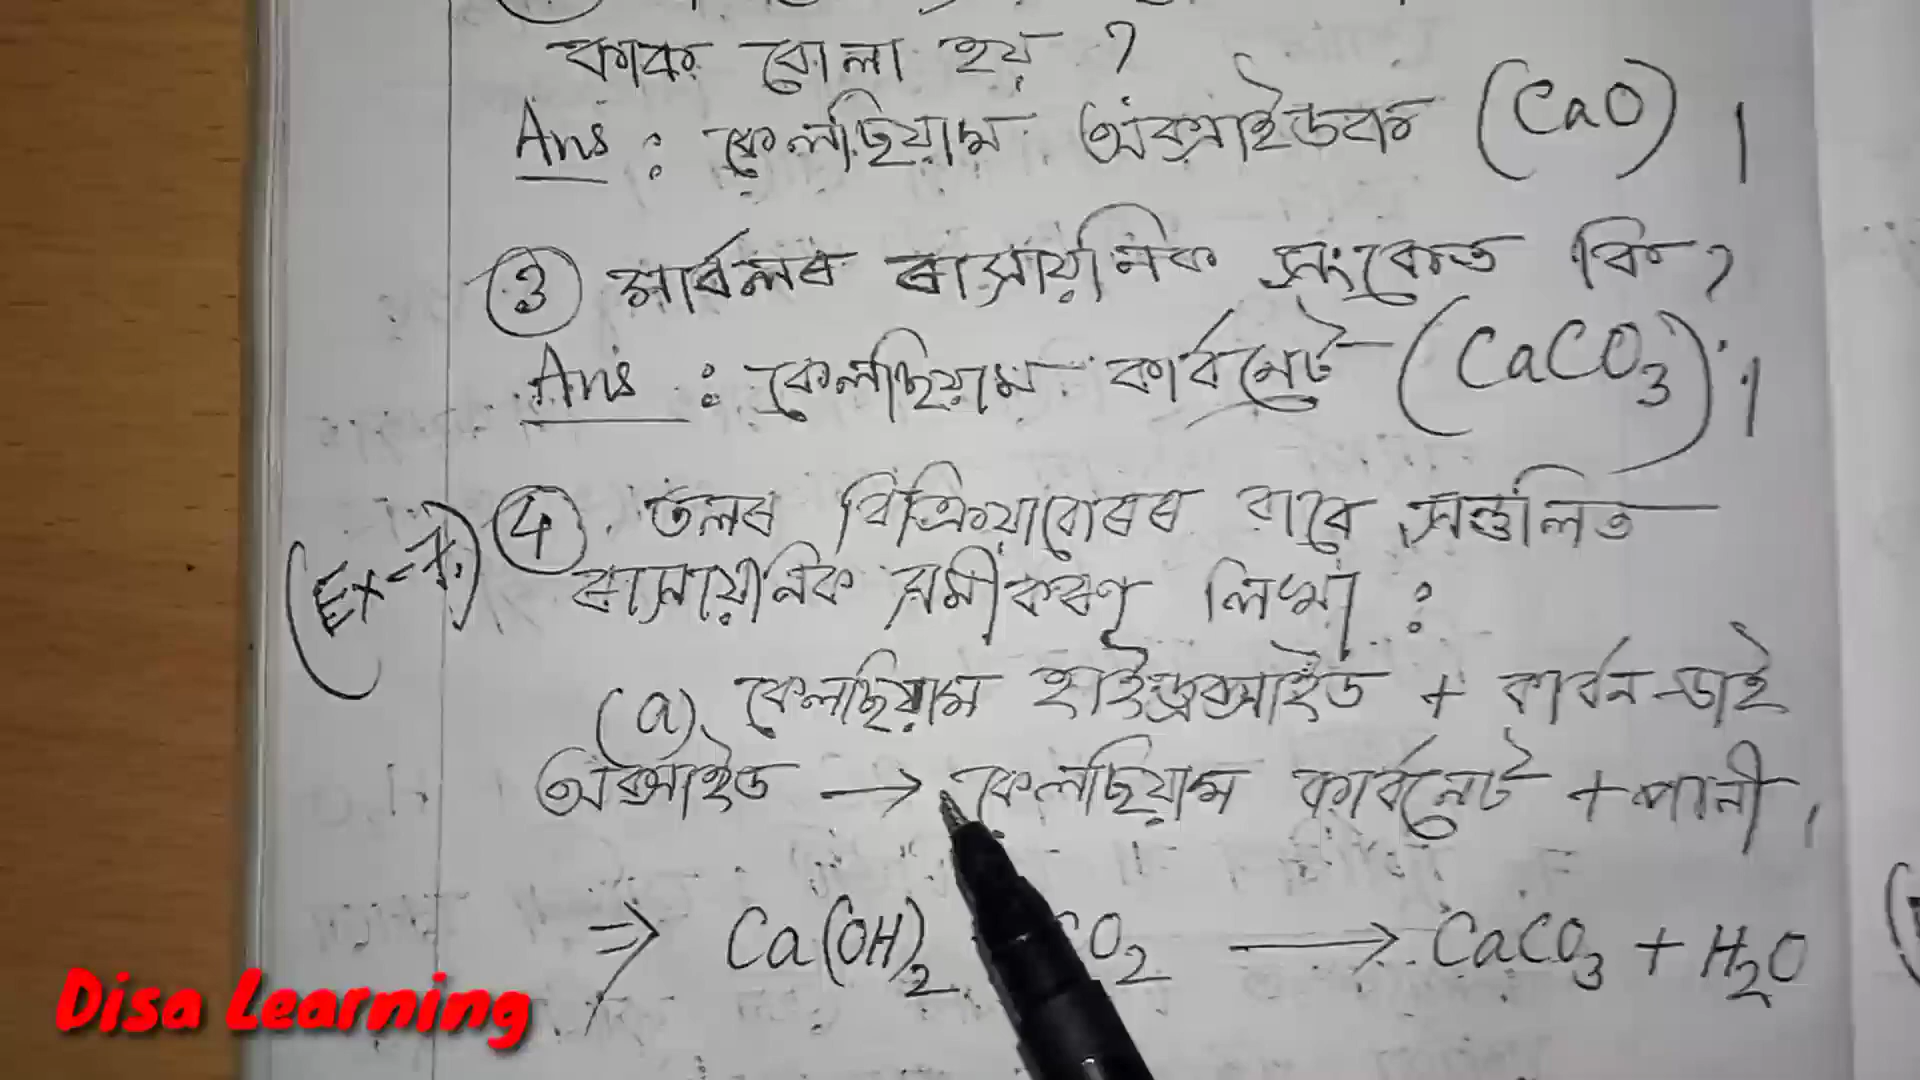 কাক বোলা হয় ?
Ans : কেলছিয়াম অক্সাইডক (CaO) ।
③ মাৰ্বলৰ ৰাসায়নিক সংকেত কি ?
Ans : কেলছিয়াম কাৰ্বনেট (CaCO₃) ।
(Ex-7.) ④. তলৰ বিক্ৰিয়াবোৰৰ বাবে সন্তুলিত
ৰাসায়নিক সমীকৰণ লিখা :
(a). কেলছিয়াম হাইড্ৰক্সাইড + কাৰ্বন-ডাই
অক্সাইড → কেলছিয়াম কাৰ্বনেট + পানী ।
⇒ Ca(OH)₂ CO₂ → CaCO₃ + H₂O
Disa Learning